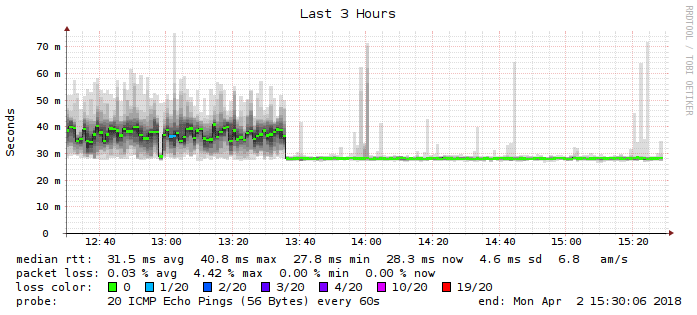 Last 3 Hours
RRDTOOL / TOBI OETIKER
Seconds
70 m
60 m
50 m
40 m
30 m
20 m
10 m
0
12:40 13:00 13:20 13:40 14:00 14:20 14:40 15:00 15:20
median rtt: 31.5 ms avg 40.8 ms max 27.8 ms min 28.3 ms now 4.6 ms sd 6.8 am/s
packet loss: 0.03 % avg 4.42 % max 0.00 % min 0.00 % now
loss color: 0 1/20 2/20 3/20 4/20 10/20 19/20
probe: 20 ICMP Echo Pings (56 Bytes) every 60s end: Mon Apr 2 15:30:06 2018